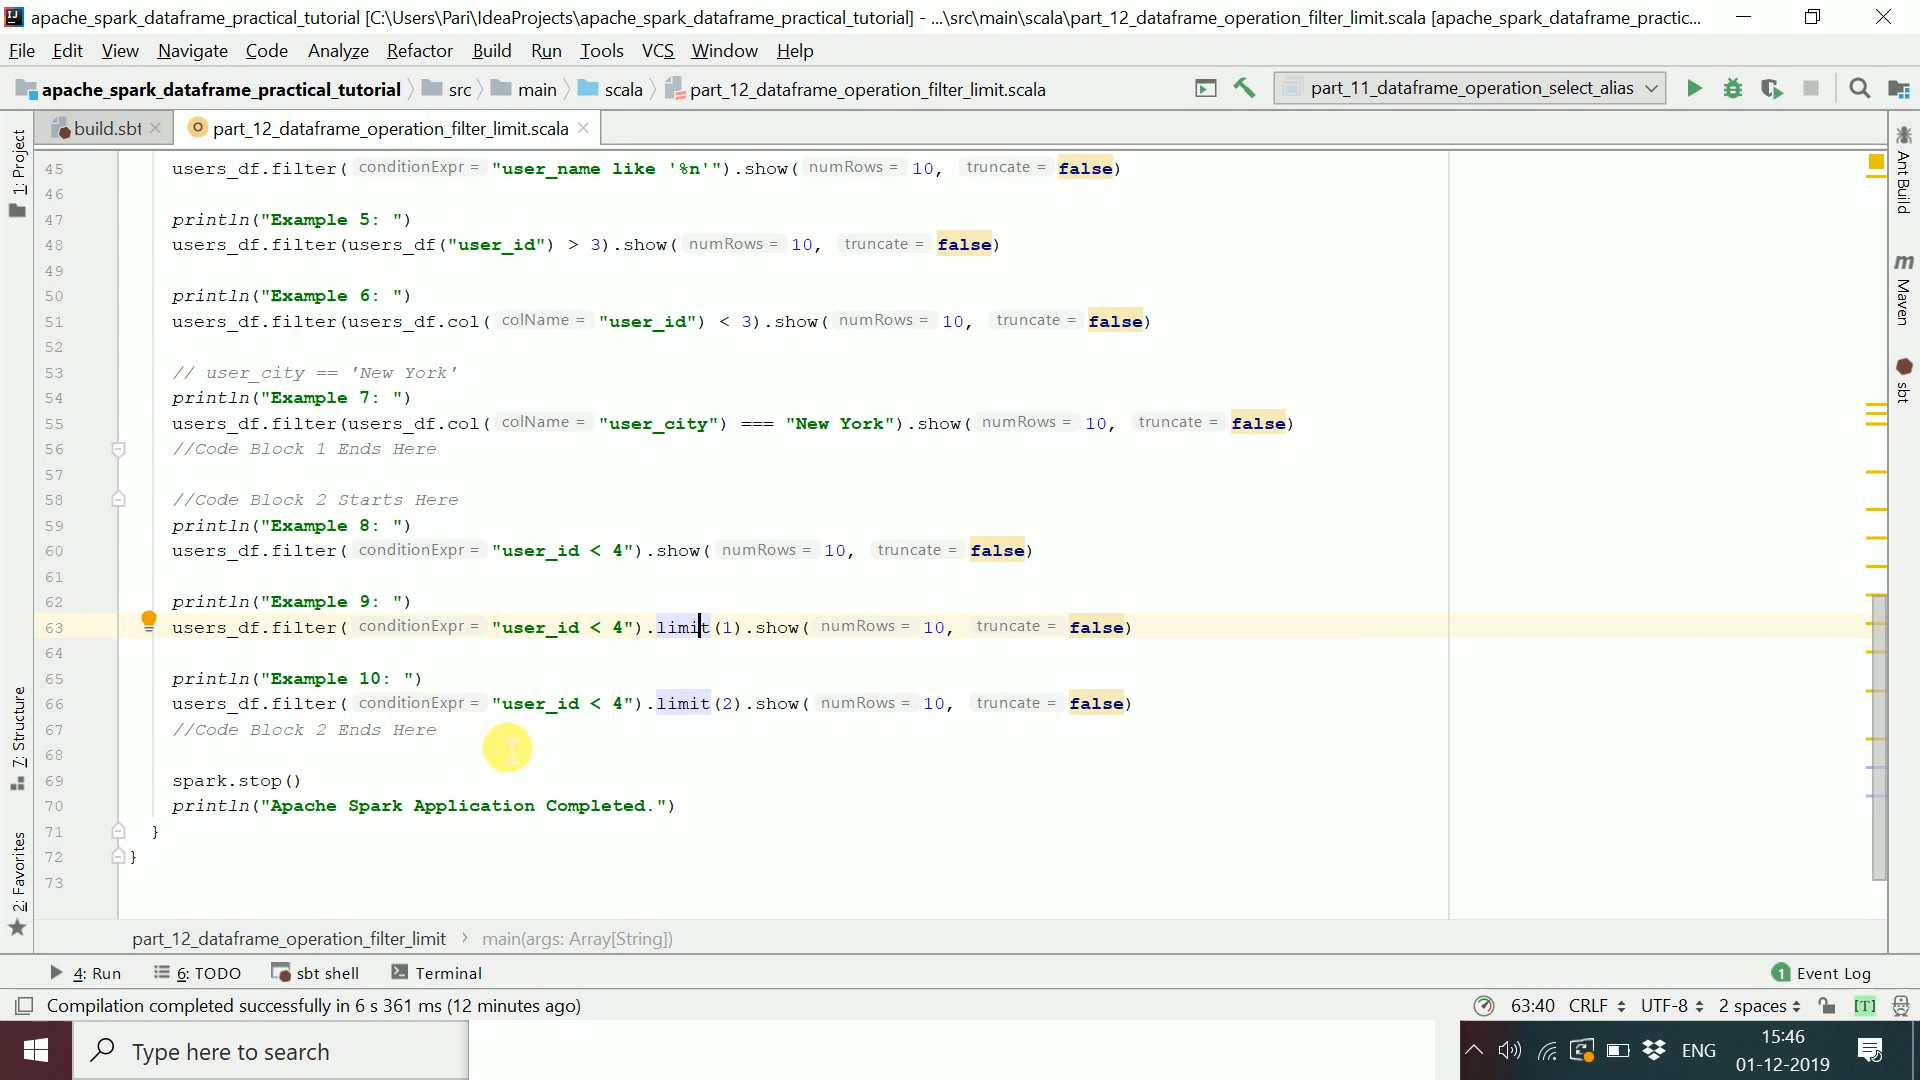 apache_spark_dataframe_practical_tutorial [C:\Users\Pari\IdeaProjects\apache_spark_dataframe_practical_tutorial] - ...\src\main\scala\part_12_dataframe_operation_filter_limit.scala [apache_spark_dataframe_practic...
File Edit View Navigate Code Analyze Refactor Build Run Tools VCS Window Help
apache_spark_dataframe_practical_tutorial src main scala part_12_dataframe_operation_filter_limit.scala part_11_dataframe_operation_select_alias
build.sbt part_12_dataframe_operation_filter_limit.scala
1: Project
7: Structure
2: Favorites
45 users_df.filter( conditionExpr = "user_name like '%n'").show( numRows = 10, truncate = false)
46
47 println("Example 5: ")
48 users_df.filter(users_df("user_id") > 3).show( numRows = 10, truncate = false)
49
50 println("Example 6: ")
51 users_df.filter(users_df.col( colName = "user_id") < 3).show( numRows = 10, truncate = false)
52
53 // user_city == 'New York'
54 println("Example 7: ")
55 users_df.filter(users_df.col( colName = "user_city") === "New York").show( numRows = 10, truncate = false)
56 //Code Block 1 Ends Here
57
58 //Code Block 2 Starts Here
59 println("Example 8: ")
60 users_df.filter( conditionExpr = "user_id < 4").show( numRows = 10, truncate = false)
61
62 println("Example 9: ")
63 users_df.filter( conditionExpr = "user_id < 4").limit(1).show( numRows = 10, truncate = false)
64
65 println("Example 10: ")
66 users_df.filter( conditionExpr = "user_id < 4").limit(2).show( numRows = 10, truncate = false)
67 //Code Block 2 Ends Here
68
69 spark.stop()
70 println("Apache Spark Application Completed.")
71 }
72 }
73
Ant Build
m Maven
sbt
part_12_dataframe_operation_filter_limit main(args: Array[String])
4: Run 6: TODO sbt shell Terminal 1 Event Log
Compilation completed successfully in 6 s 361 ms (12 minutes ago) 63:40 CRLF UTF-8 2 spaces [T]
Type here to search ENG 15:46
01-12-2019